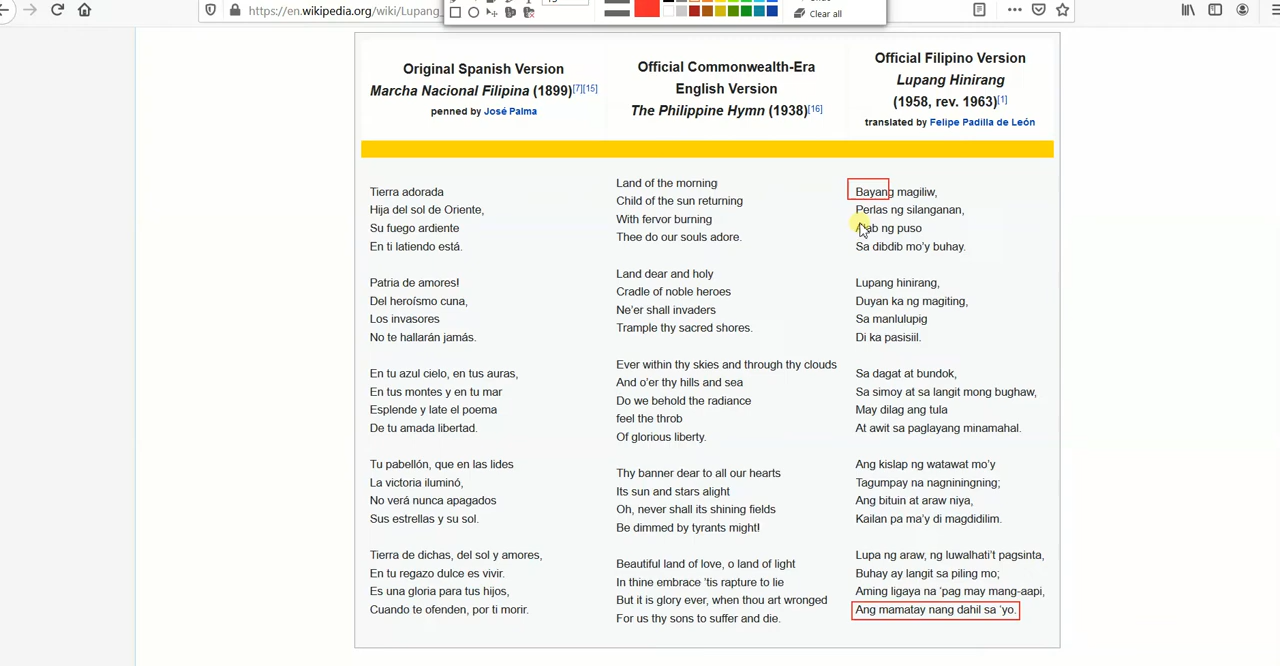 https://en.wikipedia.org/wiki/Lupang_
Clear all
Original Spanish Version
Marcha Nacional Filipina (1899)[7][15]
penned by José Palma
Official Commonwealth-Era
English Version
The Philippine Hymn (1938)[16]
Official Filipino Version
Lupang Hinirang
(1958, rev. 1963)[1]
translated by Felipe Padilla de León
Tierra adorada
Hija del sol de Oriente,
Su fuego ardiente
En ti latiendo está.
Patria de amores!
Del heroísmo cuna,
Los invasores
No te hallarán jamás.
En tu azul cielo, en tus auras,
En tus montes y en tu mar
Esplende y late el poema
De tu amada libertad.
Tu pabellón, que en las lides
La victoria iluminó,
No verá nunca apagados
Sus estrellas y su sol.
Tierra de dichas, del sol y amores,
En tu regazo dulce es vivir.
Es una gloria para tus hijos,
Cuando te ofenden, por ti morir.
Land of the morning
Child of the sun returning
With fervor burning
Thee do our souls adore.
Land dear and holy
Cradle of noble heroes
Ne'er shall invaders
Trample thy sacred shores.
Ever within thy skies and through thy clouds
And o'er thy hills and sea
Do we behold the radiance
feel the throb
Of glorious liberty.
Thy banner dear to all our hearts
Its sun and stars alight
Oh, never shall its shining fields
Be dimmed by tyrants might!
Beautiful land of love, o land of light
In thine embrace 'tis rapture to lie
But it is glory ever, when thou art wronged
For us thy sons to suffer and die.
Bayang magiliw,
Perlas ng silanganan,
Alab ng puso
Sa dibdib mo'y buhay.
Lupang hinirang,
Duyan ka ng magiting,
Sa manlulupig
Di ka pasisiil.
Sa dagat at bundok,
Sa simoy at sa langit mong bughaw,
May dilag ang tula
At awit sa paglayang minamahal.
Ang kislap ng watawat mo'y
Tagumpay na nagniningning;
Ang bituin at araw niya,
Kailan pa ma'y di magdidilim.
Lupa ng araw, ng luwalhati't pagsinta,
Buhay ay langit sa piling mo;
Aming ligaya na 'pag may mang-aapi,
Ang mamatay nang dahil sa 'yo.